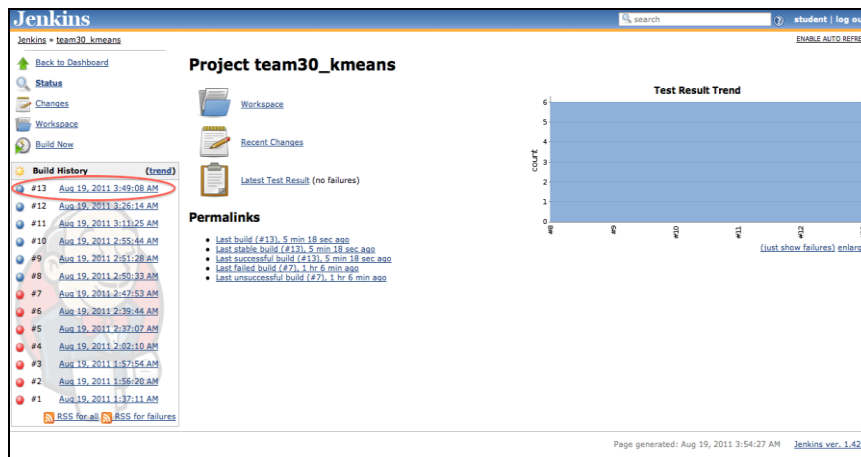 Jenkins
search
student | log ou
Jenkins » team30_kmeans
ENABLE AUTO REFRE
Back to Dashboard
Status
Changes
Workspace
Build Now
Build History (trend)
#13 Aug 19, 2011 3:49:08 AM
#12 Aug 19, 2011 3:26:14 AM
#11 Aug 19, 2011 3:11:25 AM
#10 Aug 19, 2011 2:55:44 AM
#9 Aug 19, 2011 2:51:28 AM
#8 Aug 19, 2011 2:50:33 AM
#7 Aug 19, 2011 2:47:53 AM
#6 Aug 19, 2011 2:39:44 AM
#5 Aug 19, 2011 2:37:07 AM
#4 Aug 19, 2011 2:02:10 AM
#3 Aug 19, 2011 1:57:54 AM
#2 Aug 19, 2011 1:56:20 AM
#1 Aug 19, 2011 1:37:11 AM
RSS for all RSS for failures
Project team30_kmeans
Workspace
Recent Changes
Latest Test Result (no failures)
Permalinks
Last build (#13), 5 min 18 sec ago
Last stable build (#13), 5 min 18 sec ago
Last successful build (#13), 5 min 18 sec ago
Last failed build (#7), 1 hr 6 min ago
Last unsuccessful build (#7), 1 hr 6 min ago
Test Result Trend
count
6
5
4
3
2
1
0
#8 #9 #10 #11 #12
(just show failures) enlarg
Page generated: Aug 19, 2011 3:54:27 AM Jenkins ver. 1.42